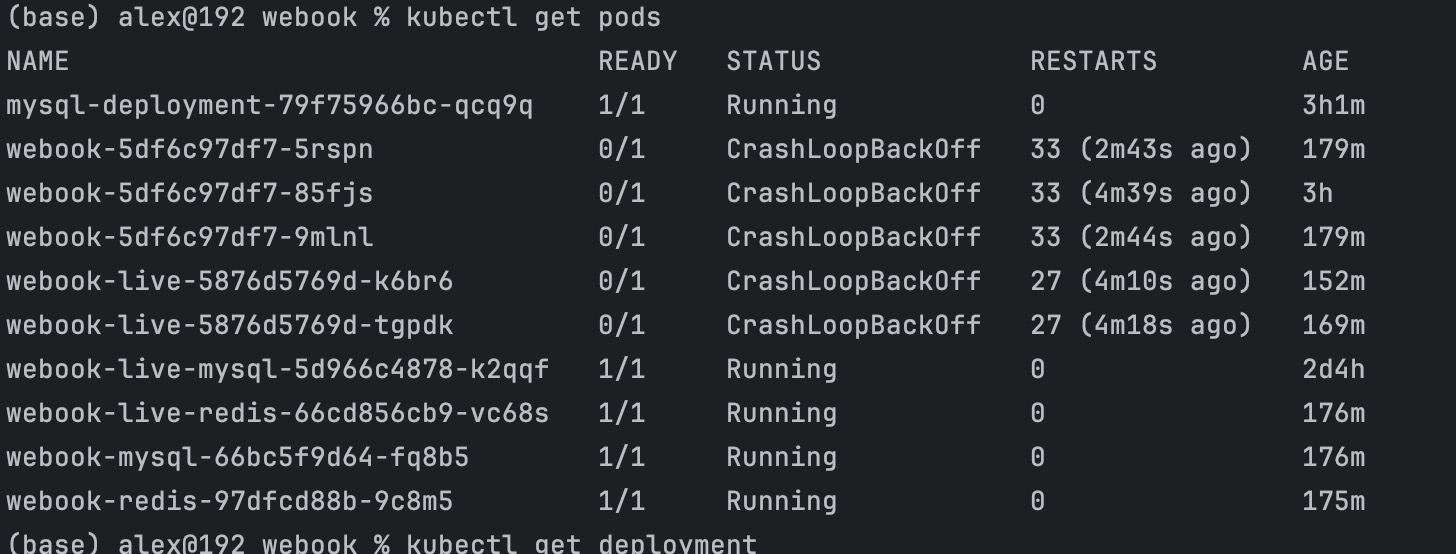 (base) alex@192 webook % kubectl get pods
NAME READY STATUS RESTARTS AGE
mysql-deployment-79f75966bc-qcq9q 1/1 Running 0 3h1m
webook-5df6c97df7-5rspn 0/1 CrashLoopBackOff 33 (2m43s ago) 179m
webook-5df6c97df7-85fjs 0/1 CrashLoopBackOff 33 (4m39s ago) 3h
webook-5df6c97df7-9mlnl 0/1 CrashLoopBackOff 33 (2m44s ago) 179m
webook-live-5876d5769d-k6br6 0/1 CrashLoopBackOff 27 (4m10s ago) 152m
webook-live-5876d5769d-tgpdk 0/1 CrashLoopBackOff 27 (4m18s ago) 169m
webook-live-mysql-5d966c4878-k2qqf 1/1 Running 0 2d4h
webook-live-redis-66cd856cb9-vc68s 1/1 Running 0 176m
webook-mysql-66bc5f9d64-fq8b5 1/1 Running 0 176m
webook-redis-97dfcd88b-9c8m5 1/1 Running 0 175m
(base) alex@192 webook % kubectl get deployment